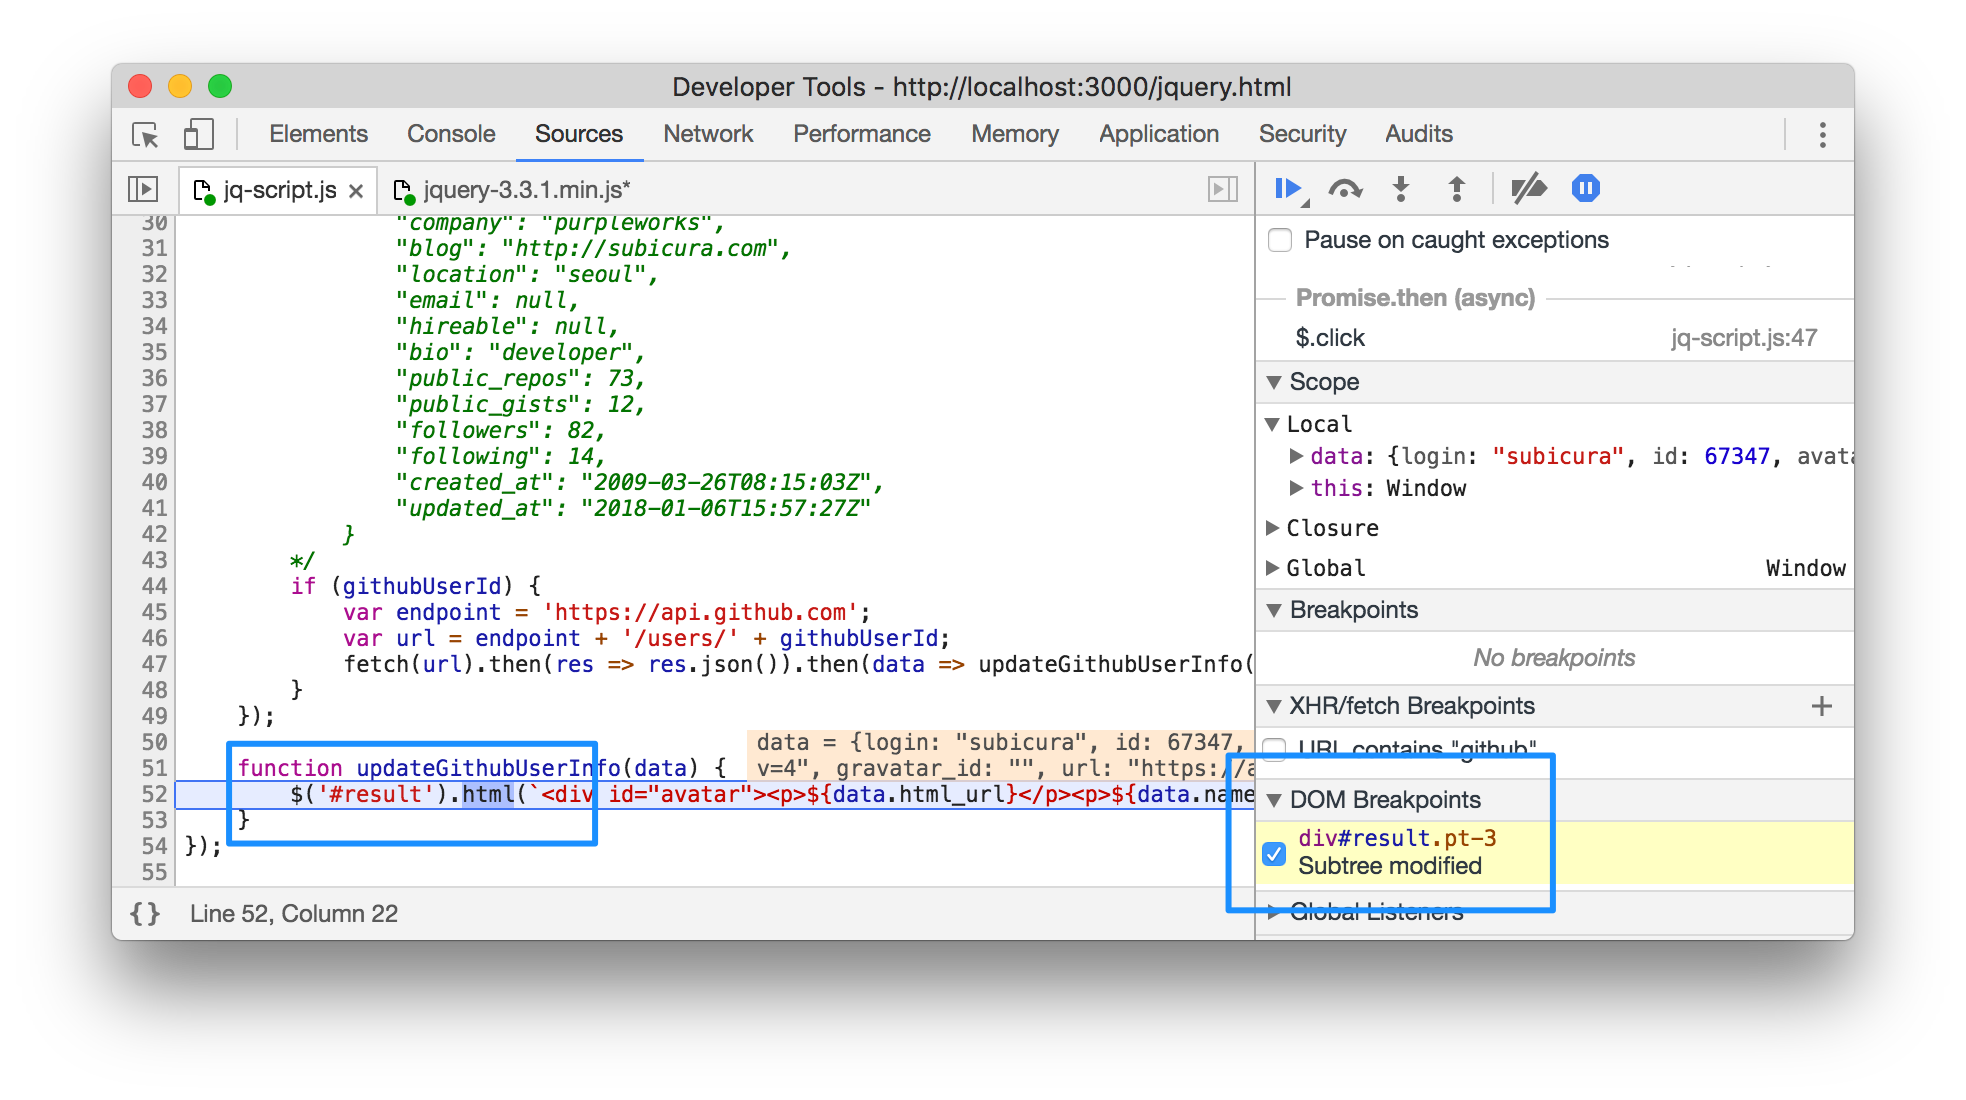 Developer Tools - http://localhost:3000/jquery.html
Elements Console Sources Network Performance Memory Application Security Audits
jq-script.js × jquery-3.3.1.min.js*
30 "company": "purpleworks",
31 "blog": "http://subicura.com",
32 "location": "seoul",
33 "email": null,
34 "hireable": null,
35 "bio": "developer",
36 "public_repos": 73,
37 "public_gists": 12,
38 "followers": 82,
39 "following": 14,
40 "created_at": "2009-03-26T08:15:03Z",
41 "updated_at": "2018-01-06T15:57:27Z"
42 }
43 */
44 if (githubUserId) {
45 var endpoint = 'https://api.github.com';
46 var url = endpoint + '/users/' + githubUserId;
47 fetch(url).then(res => res.json()).then(data => updateGithubUserInfo(
48 }
49 });
50
data = {login: "subicura", id: 67347,
51 function updateGithubUserInfo(data) { v=4", gravatar_id: "", url: "https://a
52 $('#result').html(`<div id="avatar"><p>${data.html_url}</p><p>${data.name
53 }
54 });
55
{} Line 52, Column 22
Pause on caught exceptions
Promise.then (async)
$.click jq-script.js:47
Scope
Local
data: {login: "subicura", id: 67347, avata
this: Window
Closure
Global Window
Breakpoints
No breakpoints
XHR/fetch Breakpoints +
URL contains "github"
DOM Breakpoints
div#result.pt-3
Subtree modified
Global Listeners